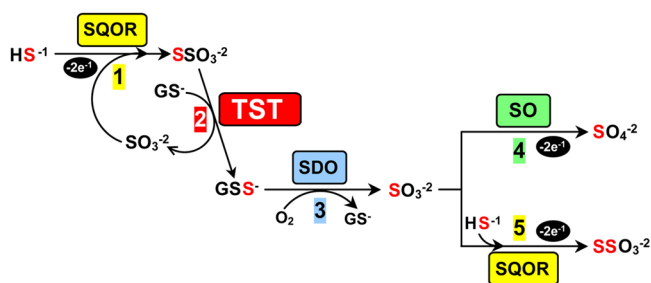 SQOR
HS⁻¹
-2e⁻¹
1
SSO₃⁻²
GS⁻
2
TST
SO₃⁻²
GSS⁻
SDO
O₂
3
GS⁻
SO₃⁻²
SO
4
-2e⁻¹
SO₄⁻²
HS⁻¹
5
-2e⁻¹
SSO₃⁻²
SQOR